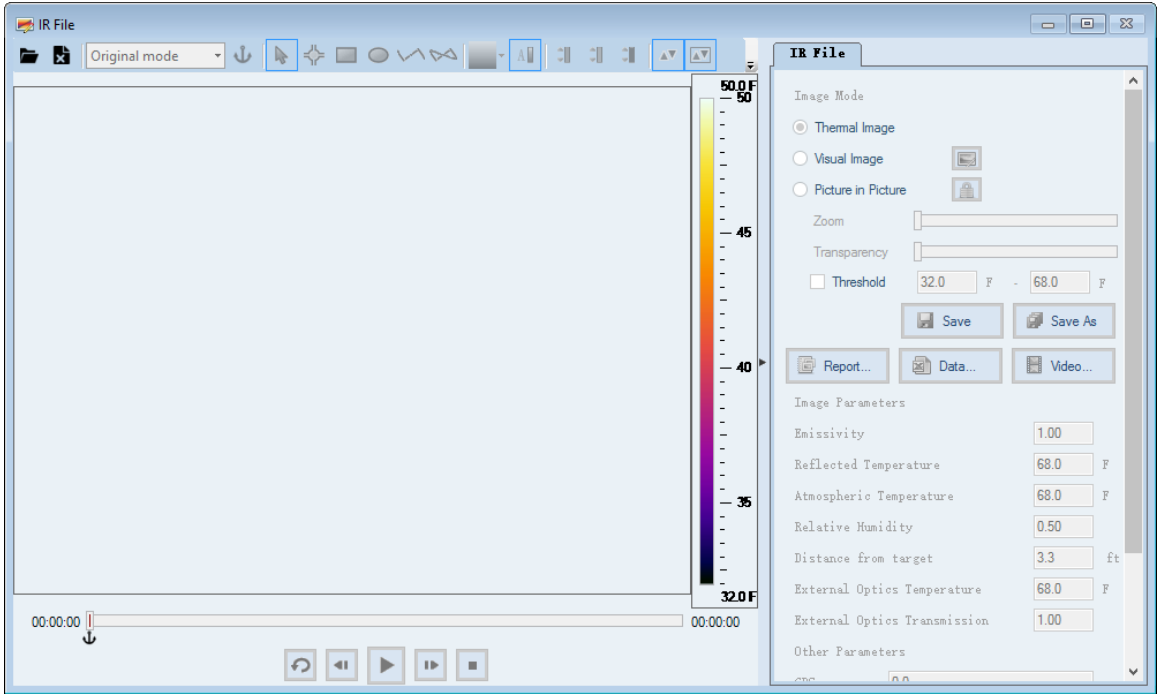 IR File
Original mode
A
50.0 F
50
45
40
35
32.0 F
00:00:00
00:00:00
IR File
Image Mode
Thermal Image
Visual Image
Picture in Picture
Zoom
Transparency
Threshold 32.0 F - 68.0 F
Save Save As
Report... Data... Video...
Image Parameters
Emissivity 1.00
Reflected Temperature 68.0 F
Atmospheric Temperature 68.0 F
Relative Humidity 0.50
Distance from target 3.3 ft
External Optics Temperature 68.0 F
External Optics Transmission 1.00
Other Parameters
GPS 0.0